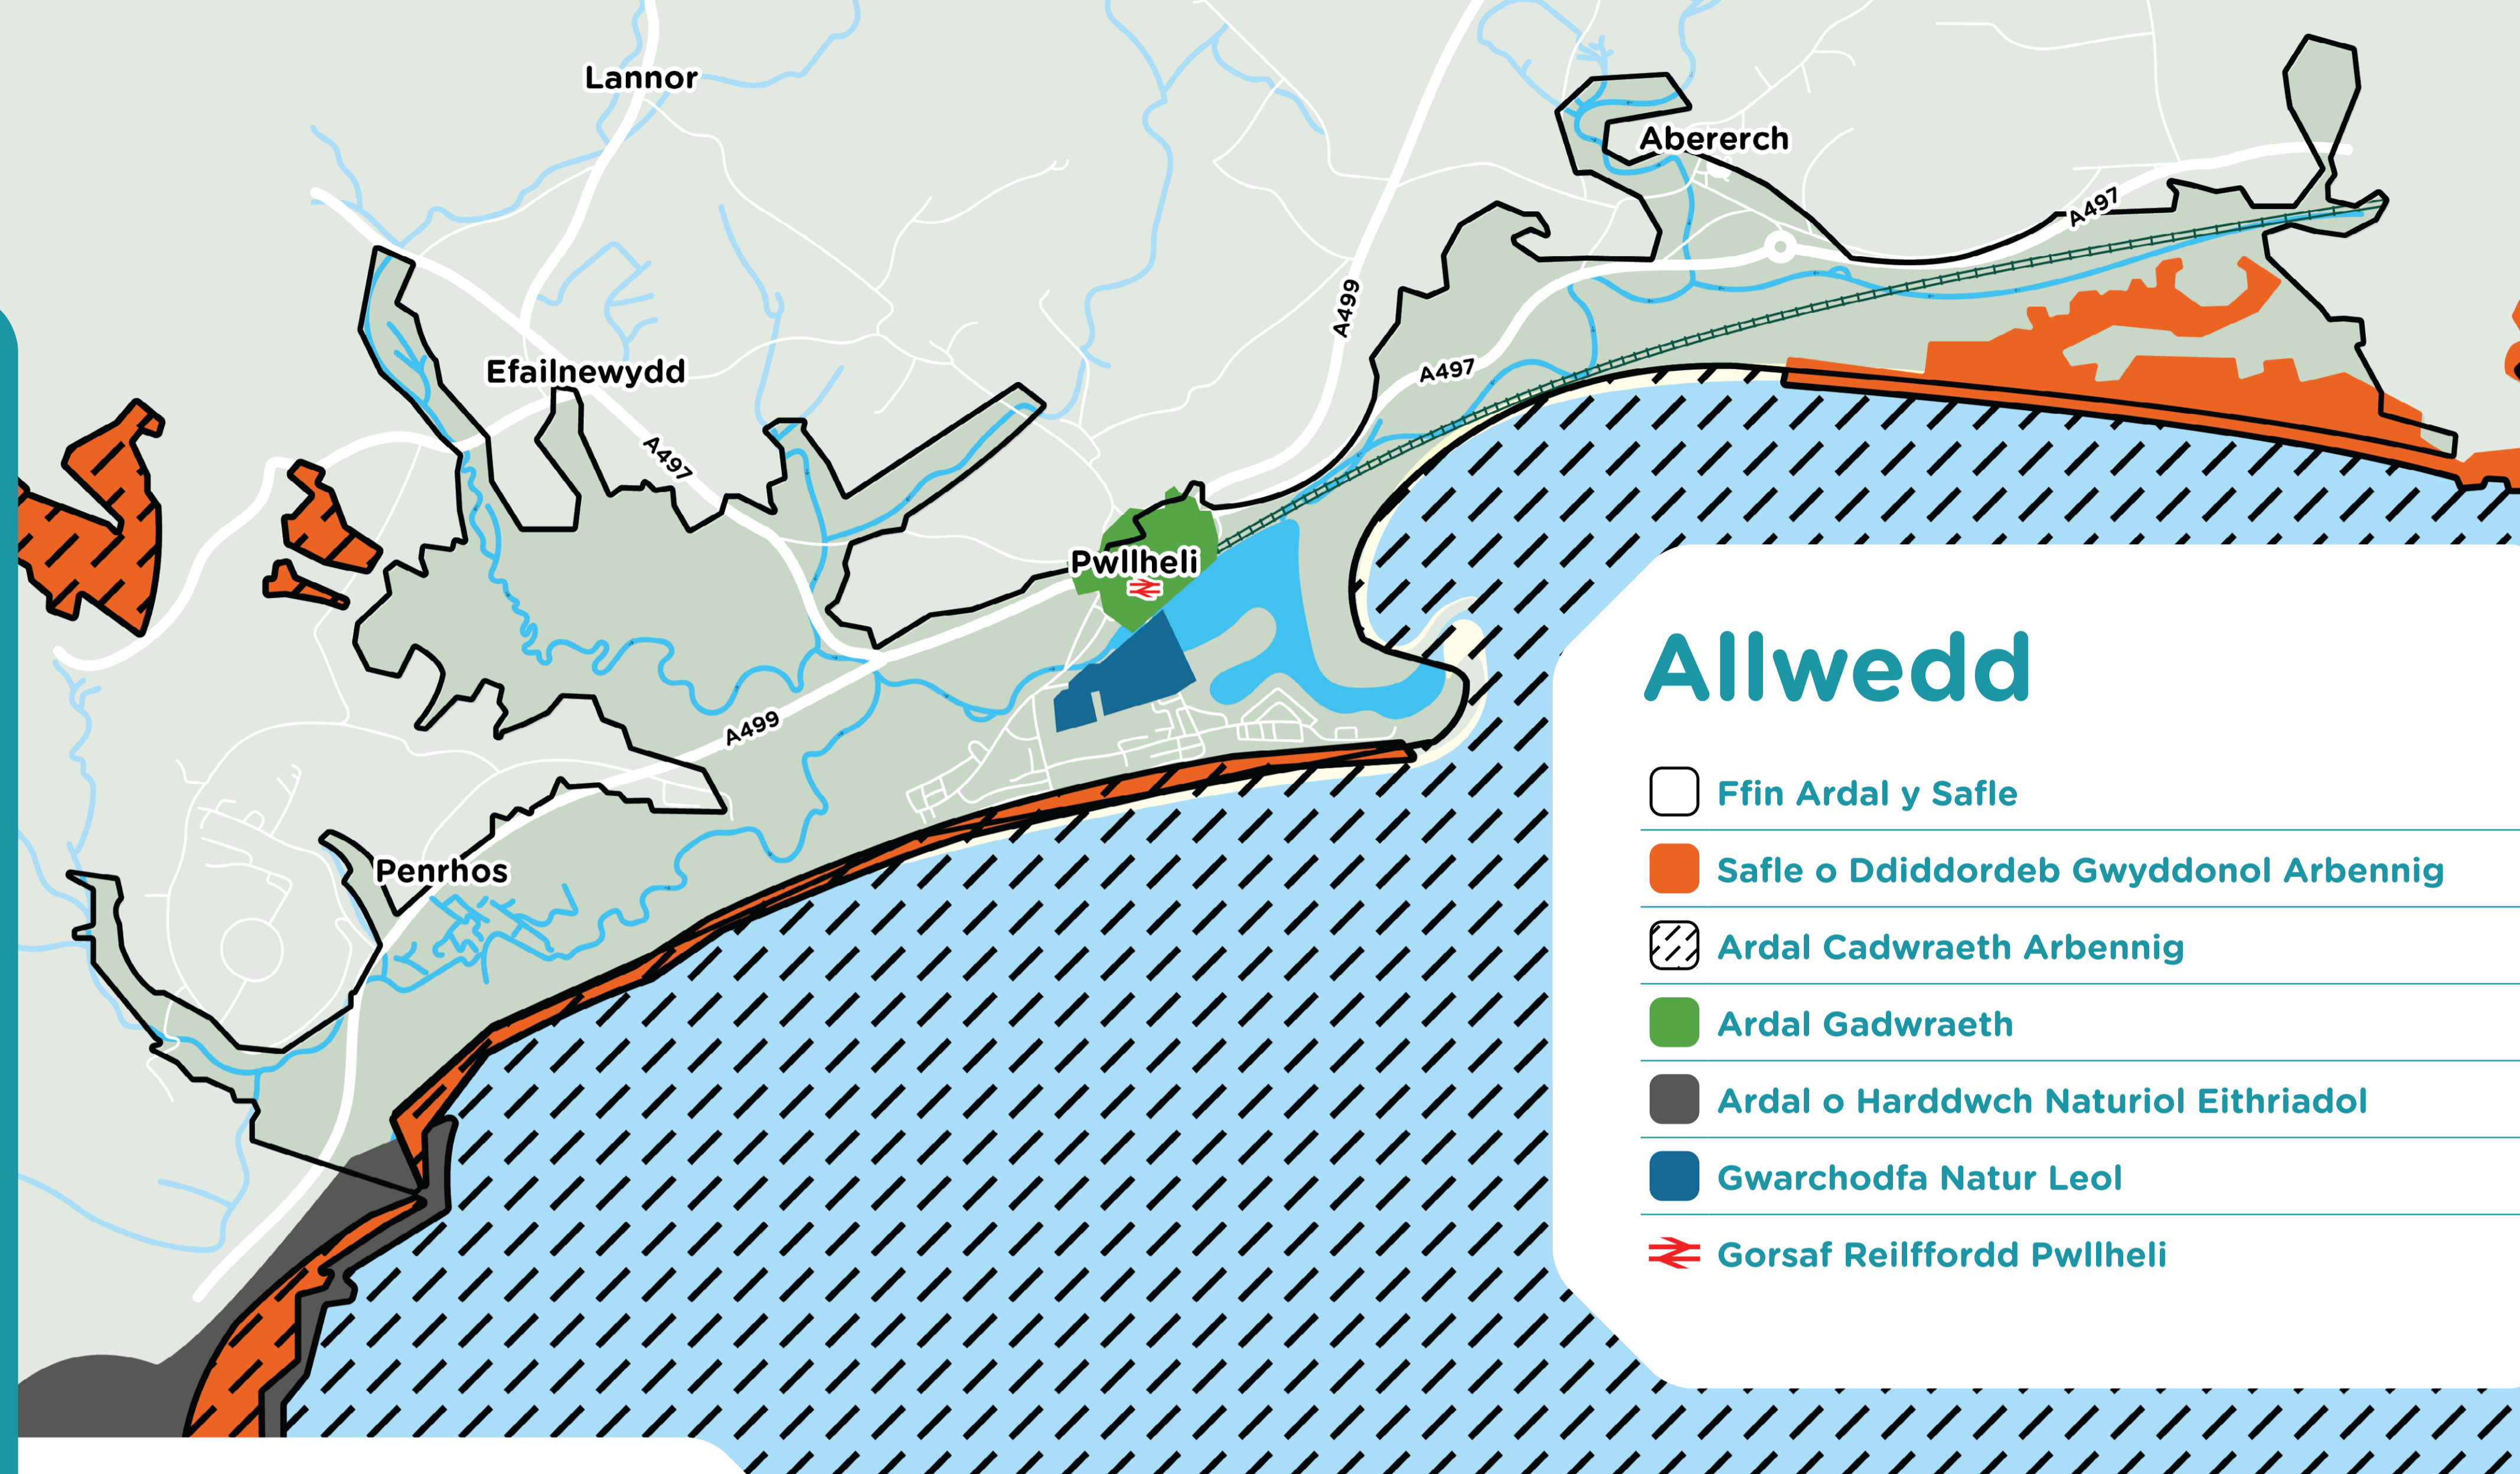 Lannor
Abererch
A497
A499
Efailnewydd
A497
A497
Pwllheli
A499
Penrhos
Allwedd
Ffin Ardal y Safle
Safle o Ddiddordeb Gwyddonol Arbennig
Ardal Cadwraeth Arbennig
Ardal Gadwraeth
Ardal o Harddwch Naturiol Eithriadol
Gwarchodfa Natur Leol
Gorsaf Reilffordd Pwllheli